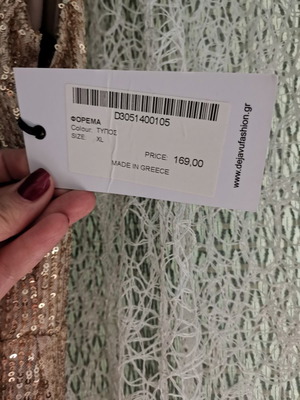 ΦΟΡΕΜΑ D3051400105
Colour. ΤΥΠΟΣ
SIZE: XL
PRICE: 169,00
MADE IN GREECE
www.dejavufashion.gr